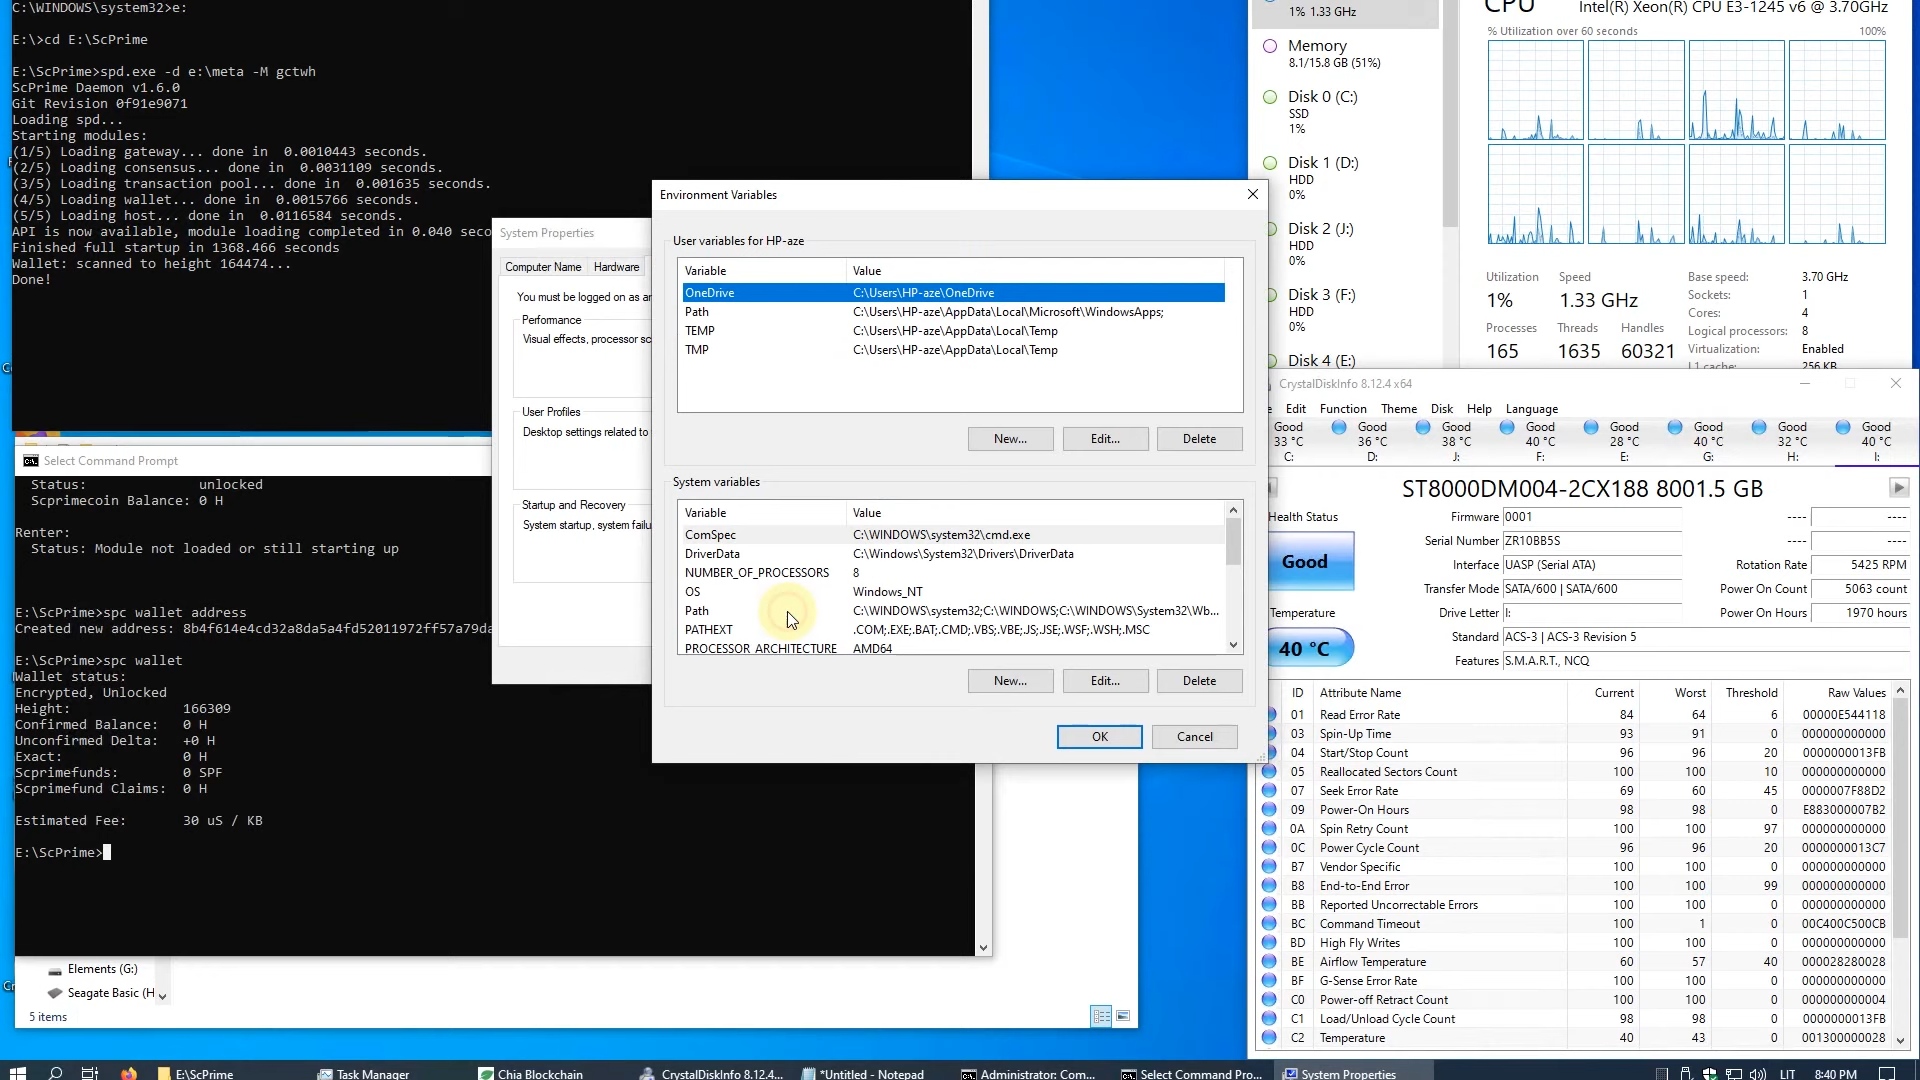 C:\WINDOWS\system32>e:
E:\>cd E:\ScPrime
E:\ScPrime>spd.exe -d e:\meta -M gctwh
ScPrime Daemon v1.6.0
Git Revision 0f91e9071
Loading spd...
Starting modules:
(1/5) Loading gateway... done in  0.0010443 seconds.
(2/5) Loading consensus... done in  0.0031109 seconds.
(3/5) Loading transaction pool... done in  0.001635 seconds.
(4/5) Loading wallet... done in  0.0015766 seconds.
(5/5) Loading host... done in  0.0116584 seconds.
API is now available, module loading completed in 0.040 seco
Finished full startup in 1368.466 seconds
Wallet: scanned to height 164474...
Done!
Select Command Prompt
Status: unlocked
Scprimecoin Balance: 0 H
Renter:
Status: Module not loaded or still starting up
E:\ScPrime>spc wallet address
Created new address: 8b4f614e4cd32a8da5a4fd52011972ff57a79da
E:\ScPrime>spc wallet
Wallet status:
Encrypted, Unlocked
Height: 166309
Confirmed Balance: 0 H
Unconfirmed Delta: +0 H
Exact: 0 H
Scprimefunds: 0 SPF
Scprimefund Claims: 0 H
Estimated Fee: 30 uS / KB
E:\ScPrime>
Elements (G:)
Seagate Basic (H
5 items
System Properties
Computer Name Hardware
You must be logged on as an
Performance
Visual effects, processor sc
User Profiles
Desktop settings related to
Startup and Recovery
System startup, system failu
Environment Variables
User variables for HP-aze
Variable Value
OneDrive C:\Users\HP-aze\OneDrive
Path C:\Users\HP-aze\AppData\Local\Microsoft\WindowsApps;
TEMP C:\Users\HP-aze\AppData\Local\Temp
TMP C:\Users\HP-aze\AppData\Local\Temp
New... Edit... Delete
System variables
Variable Value
ComSpec C:\WINDOWS\system32\cmd.exe
DriverData C:\Windows\System32\Drivers\DriverData
NUMBER_OF_PROCESSORS 8
OS Windows_NT
Path C:\WINDOWS\system32;C:\WINDOWS;C:\WINDOWS\System32\Wb...
PATHEXT .COM;.EXE;.BAT;.CMD;.VBS;.VBE;.JS;.JSE;.WSF;.WSH;.MSC
PROCESSOR_ARCHITECTURE AMD64
New... Edit... Delete
OK Cancel
1% 1.33 GHz
Memory
8.1/15.8 GB (51%)
Disk 0 (C:)
SSD
1%
Disk 1 (D:)
HDD
0%
Disk 2 (J:)
HDD
0%
Disk 3 (F:)
HDD
0%
Disk 4 (E:)
CPU Intel(R) Xeon(R) CPU E3-1245 v6 @ 3.70GHz
% Utilization over 60 seconds 100%
Utilization Speed
1% 1.33 GHz
Processes Threads Handles
165 1635 60321
Base speed: 3.70 GHz
Sockets: 1
Cores: 4
Logical processors: 8
Virtualization: Enabled
L1 cache: 256 KB
CrystalDiskInfo 8.12.4 x64
Edit Function Theme Disk Help Language
Good Good Good Good Good Good Good Good
33 °C 36 °C 38 °C 40 °C 28 °C 40 °C 32 °C 40 °C
C: D: J: F: E: G: H: I:
ST8000DM004-2CX188 8001.5 GB
Health Status
Good
Temperature
40 °C
Firmware 0001 ---- ----
Serial Number ZR10BB5S ---- ----
Interface UASP (Serial ATA) Rotation Rate 5425 RPM
Transfer Mode SATA/600 | SATA/600 Power On Count 5063 count
Drive Letter I: Power On Hours 1970 hours
Standard ACS-3 | ACS-3 Revision 5
Features S.M.A.R.T., NCQ
ID Attribute Name Current Worst Threshold Raw Values
01 Read Error Rate 84 64 6 00000E544118
03 Spin-Up Time 93 91 0 000000000000
04 Start/Stop Count 96 96 20 0000000013FB
05 Reallocated Sectors Count 100 100 10 000000000000
07 Seek Error Rate 69 60 45 0000007F88D2
09 Power-On Hours 98 98 0 E883000007B2
0A Spin Retry Count 100 100 97 000000000000
0C Power Cycle Count 96 96 20 0000000013C7
B7 Vendor Specific 100 100 0 000000000000
B8 End-to-End Error 100 100 99 000000000000
BB Reported Uncorrectable Errors 100 100 0 000000000000
BC Command Timeout 100 1 0 00C400C500CB
BD High Fly Writes 100 100 0 000000000000
BE Airflow Temperature 60 57 40 000028280028
BF G-Sense Error Rate 100 100 0 000000000000
C0 Power-off Retract Count 100 100 0 000000000004
C1 Load/Unload Cycle Count 98 98 0 0000000013FB
C2 Temperature 40 43 0 001300000028
E:\ScPrime Task Manager Chia Blockchain CrystalDiskInfo 8.12.4... *Untitled - Notepad Administrator: Com... Select Command Pro... System Properties LIT 8:40 PM